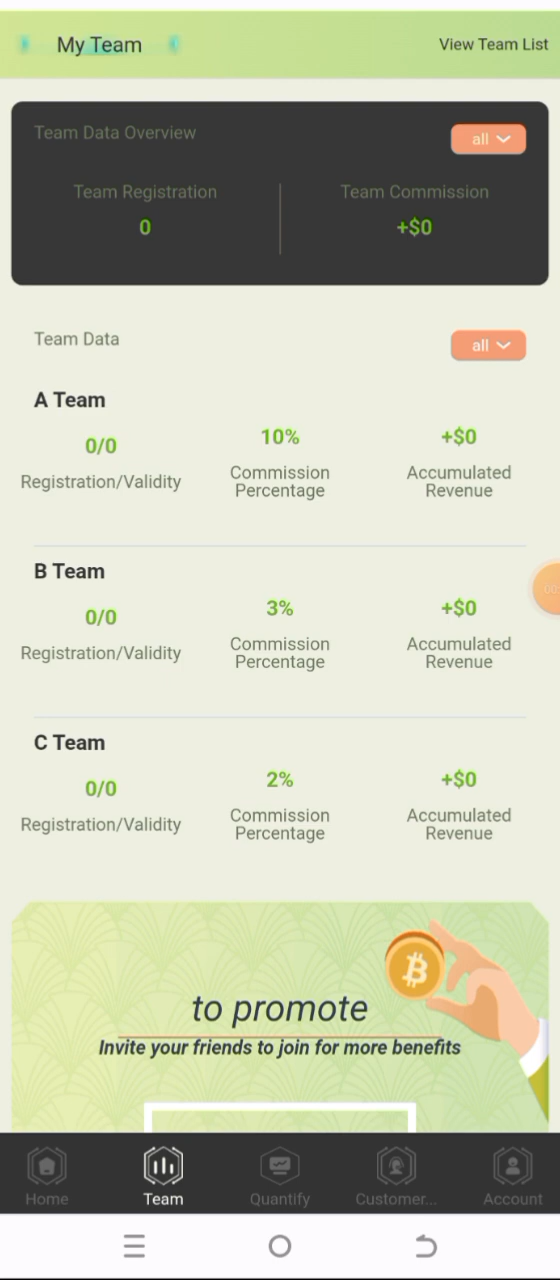 My Team
View Team List
Team Data Overview
all
Team Registration
Team Commission
0
+$0
Team Data
all
A Team
0/0
10%
+$0
Registration/Validity
Commission
Percentage
Accumulated
Revenue
B Team
0/0
3%
+$0
Registration/Validity
Commission
Percentage
Accumulated
Revenue
C Team
0/0
2%
+$0
Registration/Validity
Commission
Percentage
Accumulated
Revenue
to promote
Invite your friends to join for more benefits
Home
Team
Quantify
Customer...
Account